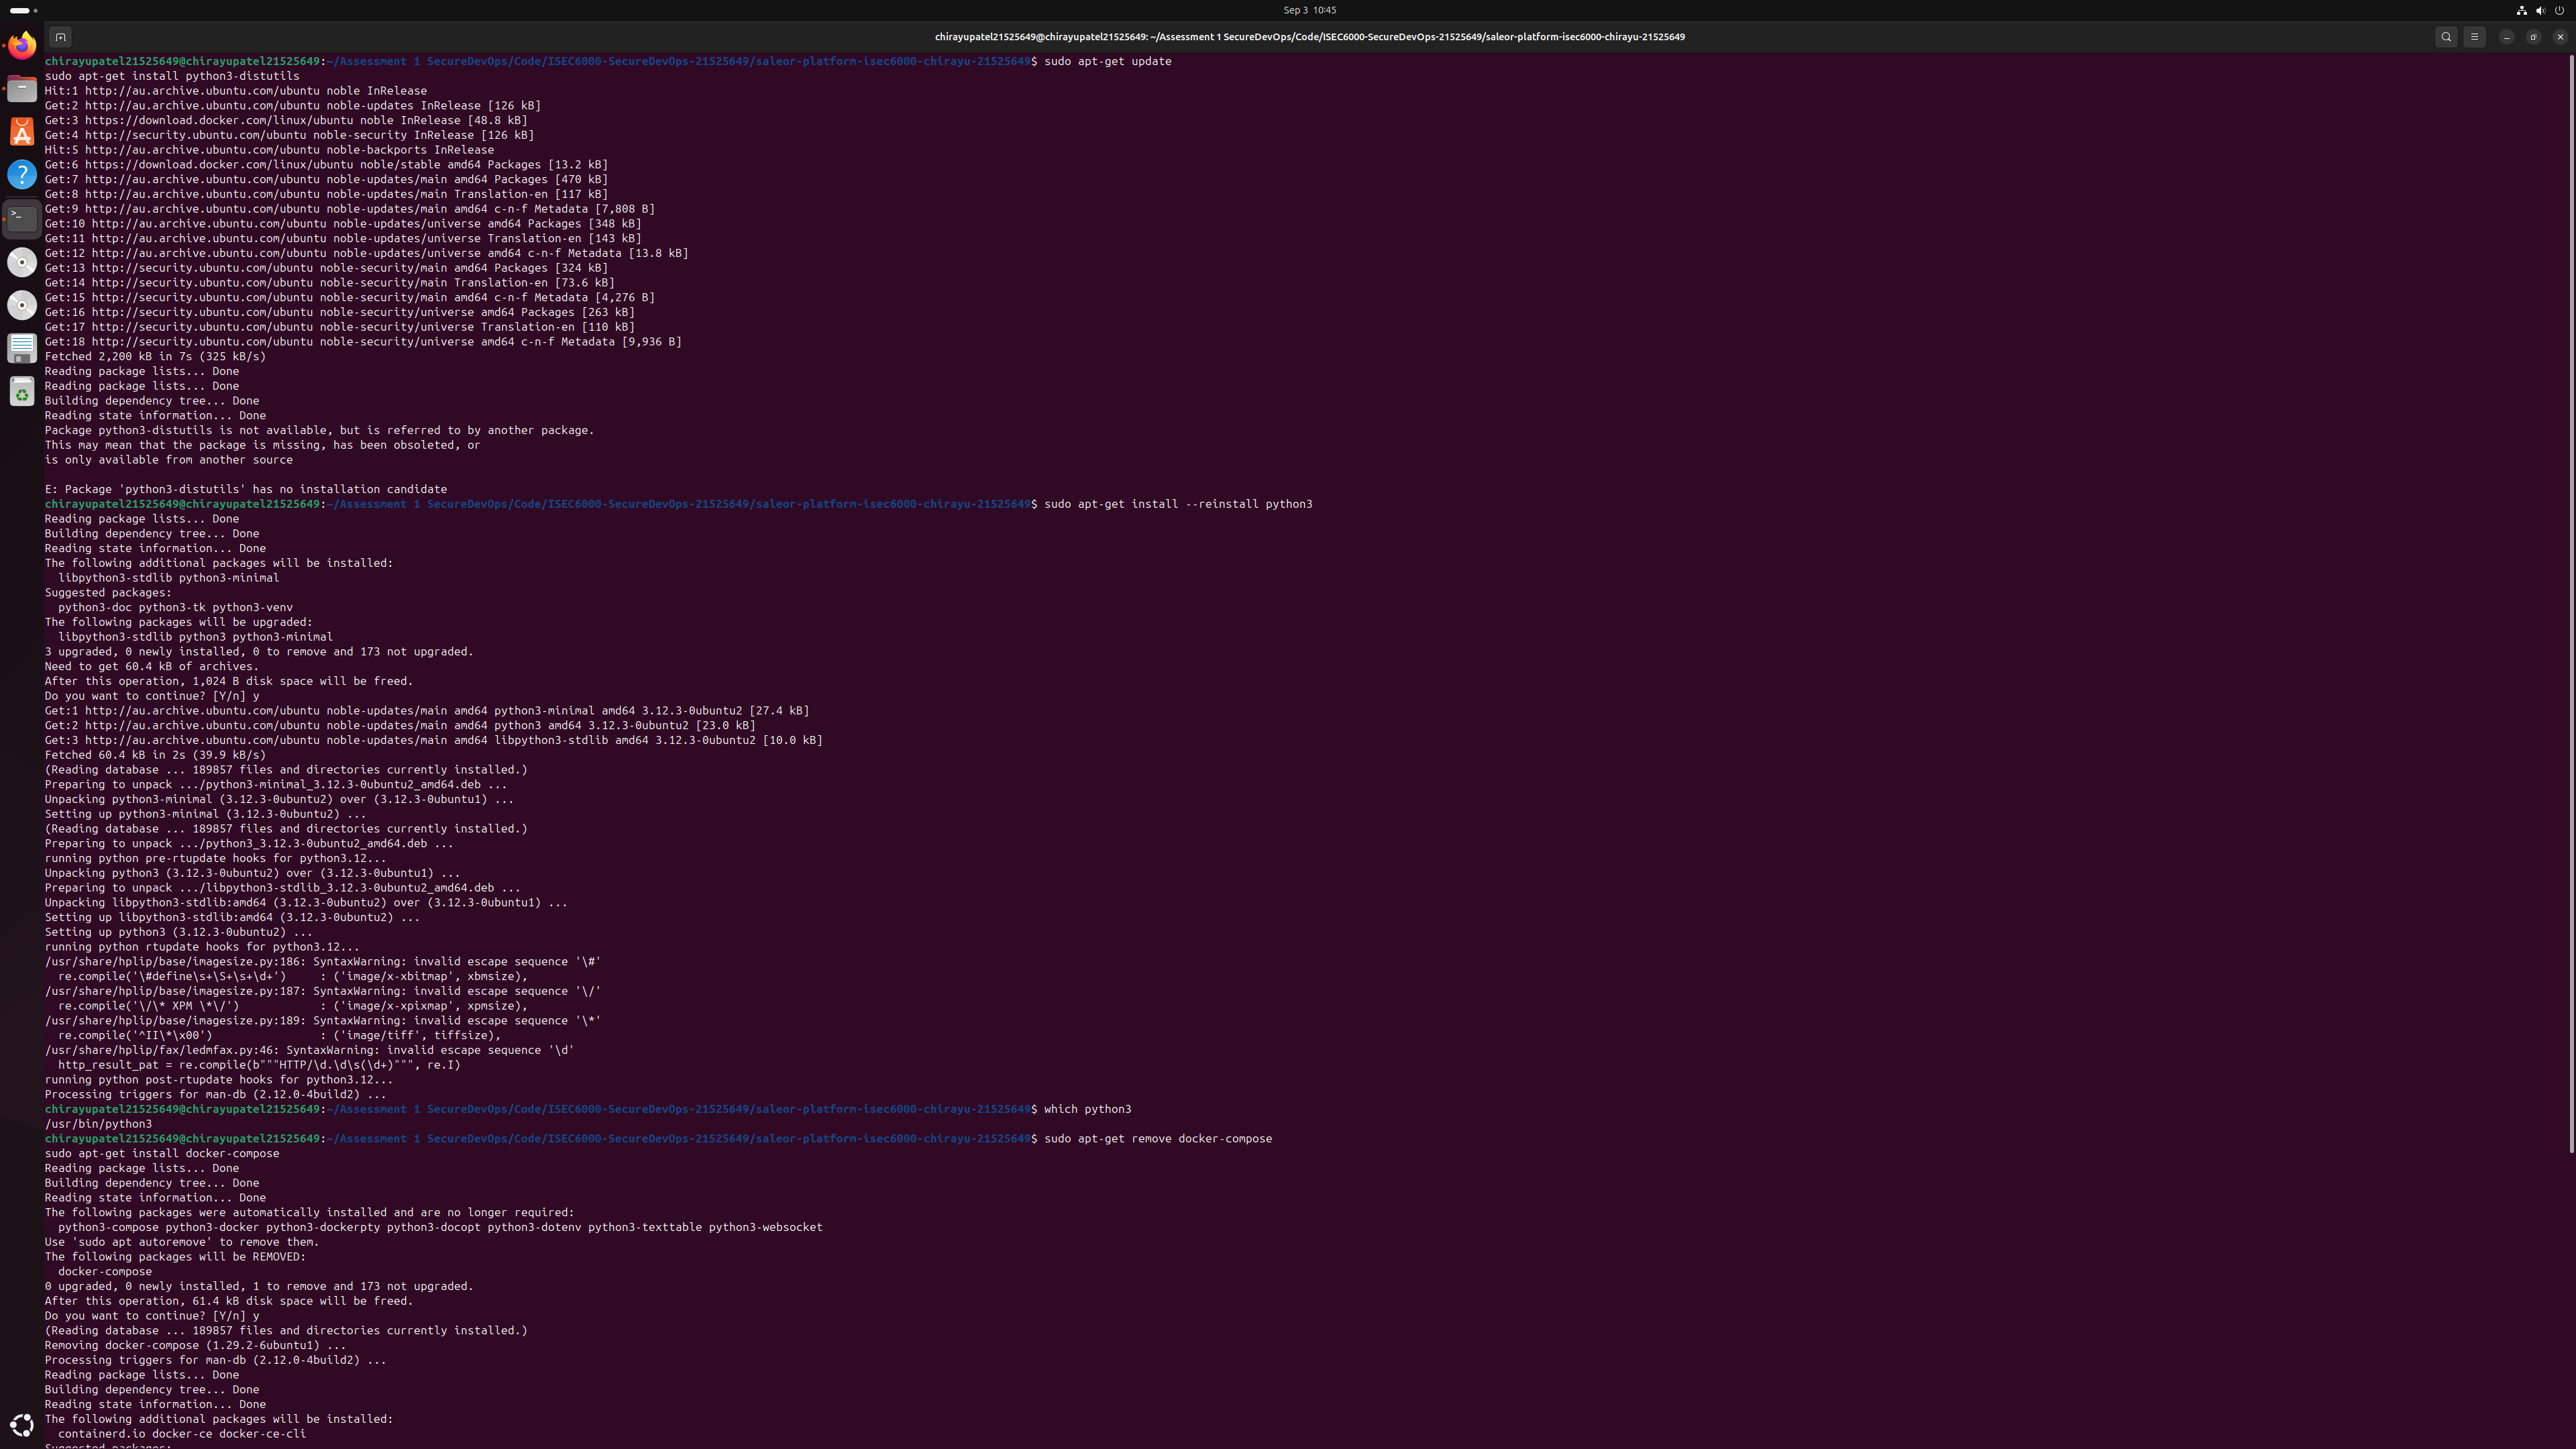 Sep 3 10:45
chirayupatel21525649@chirayupatel21525649: ~/Assessment 1 SecureDevOps/Code/ISEC6000-SecureDevOps-21525649/saleor-platform-isec6000-chirayu-21525649
chirayupatel21525649@chirayupatel21525649:~/Assessment 1 SecureDevOps/Code/ISEC6000-SecureDevOps-21525649/saleor-platform-isec6000-chirayu-21525649$ sudo apt-get update
sudo apt-get install python3-distutils
Hit:1 http://au.archive.ubuntu.com/ubuntu noble InRelease
Get:2 http://au.archive.ubuntu.com/ubuntu noble-updates InRelease [126 kB]
Get:3 https://download.docker.com/linux/ubuntu noble InRelease [48.8 kB]
Get:4 http://security.ubuntu.com/ubuntu noble-security InRelease [126 kB]
Hit:5 http://au.archive.ubuntu.com/ubuntu noble-backports InRelease
Get:6 https://download.docker.com/linux/ubuntu noble/stable amd64 Packages [13.2 kB]
Get:7 http://au.archive.ubuntu.com/ubuntu noble-updates/main amd64 Packages [470 kB]
Get:8 http://au.archive.ubuntu.com/ubuntu noble-updates/main Translation-en [117 kB]
Get:9 http://au.archive.ubuntu.com/ubuntu noble-updates/main amd64 c-n-f Metadata [7,808 B]
Get:10 http://au.archive.ubuntu.com/ubuntu noble-updates/universe amd64 Packages [348 kB]
Get:11 http://au.archive.ubuntu.com/ubuntu noble-updates/universe Translation-en [143 kB]
Get:12 http://au.archive.ubuntu.com/ubuntu noble-updates/universe amd64 c-n-f Metadata [13.8 kB]
Get:13 http://security.ubuntu.com/ubuntu noble-security/main amd64 Packages [324 kB]
Get:14 http://security.ubuntu.com/ubuntu noble-security/main Translation-en [73.6 kB]
Get:15 http://security.ubuntu.com/ubuntu noble-security/main amd64 c-n-f Metadata [4,276 B]
Get:16 http://security.ubuntu.com/ubuntu noble-security/universe amd64 Packages [263 kB]
Get:17 http://security.ubuntu.com/ubuntu noble-security/universe Translation-en [110 kB]
Get:18 http://security.ubuntu.com/ubuntu noble-security/universe amd64 c-n-f Metadata [9,936 B]
Fetched 2,200 kB in 7s (325 kB/s)
Reading package lists... Done
Reading package lists... Done
Building dependency tree... Done
Reading state information... Done
Package python3-distutils is not available, but is referred to by another package.
This may mean that the package is missing, has been obsoleted, or
is only available from another source
E: Package 'python3-distutils' has no installation candidate
chirayupatel21525649@chirayupatel21525649:~/Assessment 1 SecureDevOps/Code/ISEC6000-SecureDevOps-21525649/saleor-platform-isec6000-chirayu-21525649$ sudo apt-get install --reinstall python3
Reading package lists... Done
Building dependency tree... Done
Reading state information... Done
The following additional packages will be installed:
  libpython3-stdlib python3-minimal
Suggested packages:
  python3-doc python3-tk python3-venv
The following packages will be upgraded:
  libpython3-stdlib python3 python3-minimal
3 upgraded, 0 newly installed, 0 to remove and 173 not upgraded.
Need to get 60.4 kB of archives.
After this operation, 1,024 B disk space will be freed.
Do you want to continue? [Y/n] y
Get:1 http://au.archive.ubuntu.com/ubuntu noble-updates/main amd64 python3-minimal amd64 3.12.3-0ubuntu2 [27.4 kB]
Get:2 http://au.archive.ubuntu.com/ubuntu noble-updates/main amd64 python3 amd64 3.12.3-0ubuntu2 [23.0 kB]
Get:3 http://au.archive.ubuntu.com/ubuntu noble-updates/main amd64 libpython3-stdlib amd64 3.12.3-0ubuntu2 [10.0 kB]
Fetched 60.4 kB in 2s (39.9 kB/s)
(Reading database ... 189857 files and directories currently installed.)
Preparing to unpack .../python3-minimal_3.12.3-0ubuntu2_amd64.deb ...
Unpacking python3-minimal (3.12.3-0ubuntu2) over (3.12.3-0ubuntu1) ...
Setting up python3-minimal (3.12.3-0ubuntu2) ...
(Reading database ... 189857 files and directories currently installed.)
Preparing to unpack .../python3_3.12.3-0ubuntu2_amd64.deb ...
running python pre-rtupdate hooks for python3.12...
Unpacking python3 (3.12.3-0ubuntu2) over (3.12.3-0ubuntu1) ...
Preparing to unpack .../libpython3-stdlib_3.12.3-0ubuntu2_amd64.deb ...
Unpacking libpython3-stdlib:amd64 (3.12.3-0ubuntu2) over (3.12.3-0ubuntu1) ...
Setting up libpython3-stdlib:amd64 (3.12.3-0ubuntu2) ...
Setting up python3 (3.12.3-0ubuntu2) ...
running python rtupdate hooks for python3.12...
/usr/share/hplip/base/imagesize.py:186: SyntaxWarning: invalid escape sequence '\#'
  re.compile('\#define\s+\S+\s+\d+')     : ('image/x-xbitmap', xbmsize),
/usr/share/hplip/base/imagesize.py:187: SyntaxWarning: invalid escape sequence '\/'
  re.compile('\/\* XPM \*\/')            : ('image/x-xpixmap', xpmsize),
/usr/share/hplip/base/imagesize.py:189: SyntaxWarning: invalid escape sequence '\*'
  re.compile('^II\*\x00')                : ('image/tiff', tiffsize),
/usr/share/hplip/fax/ledmfax.py:46: SyntaxWarning: invalid escape sequence '\d'
  http_result_pat = re.compile(b"""HTTP/\d.\d\s(\d+)""", re.I)
running python post-rtupdate hooks for python3.12...
Processing triggers for man-db (2.12.0-4build2) ...
chirayupatel21525649@chirayupatel21525649:~/Assessment 1 SecureDevOps/Code/ISEC6000-SecureDevOps-21525649/saleor-platform-isec6000-chirayu-21525649$ which python3
/usr/bin/python3
chirayupatel21525649@chirayupatel21525649:~/Assessment 1 SecureDevOps/Code/ISEC6000-SecureDevOps-21525649/saleor-platform-isec6000-chirayu-21525649$ sudo apt-get remove docker-compose
sudo apt-get install docker-compose
Reading package lists... Done
Building dependency tree... Done
Reading state information... Done
The following packages were automatically installed and are no longer required:
  python3-compose python3-docker python3-dockerpty python3-docopt python3-dotenv python3-texttable python3-websocket
Use 'sudo apt autoremove' to remove them.
The following packages will be REMOVED:
  docker-compose
0 upgraded, 0 newly installed, 1 to remove and 173 not upgraded.
After this operation, 61.4 kB disk space will be freed.
Do you want to continue? [Y/n] y
(Reading database ... 189857 files and directories currently installed.)
Removing docker-compose (1.29.2-6ubuntu1) ...
Processing triggers for man-db (2.12.0-4build2) ...
Reading package lists... Done
Building dependency tree... Done
Reading state information... Done
The following additional packages will be installed:
  containerd.io docker-ce docker-ce-cli
Suggested packages: